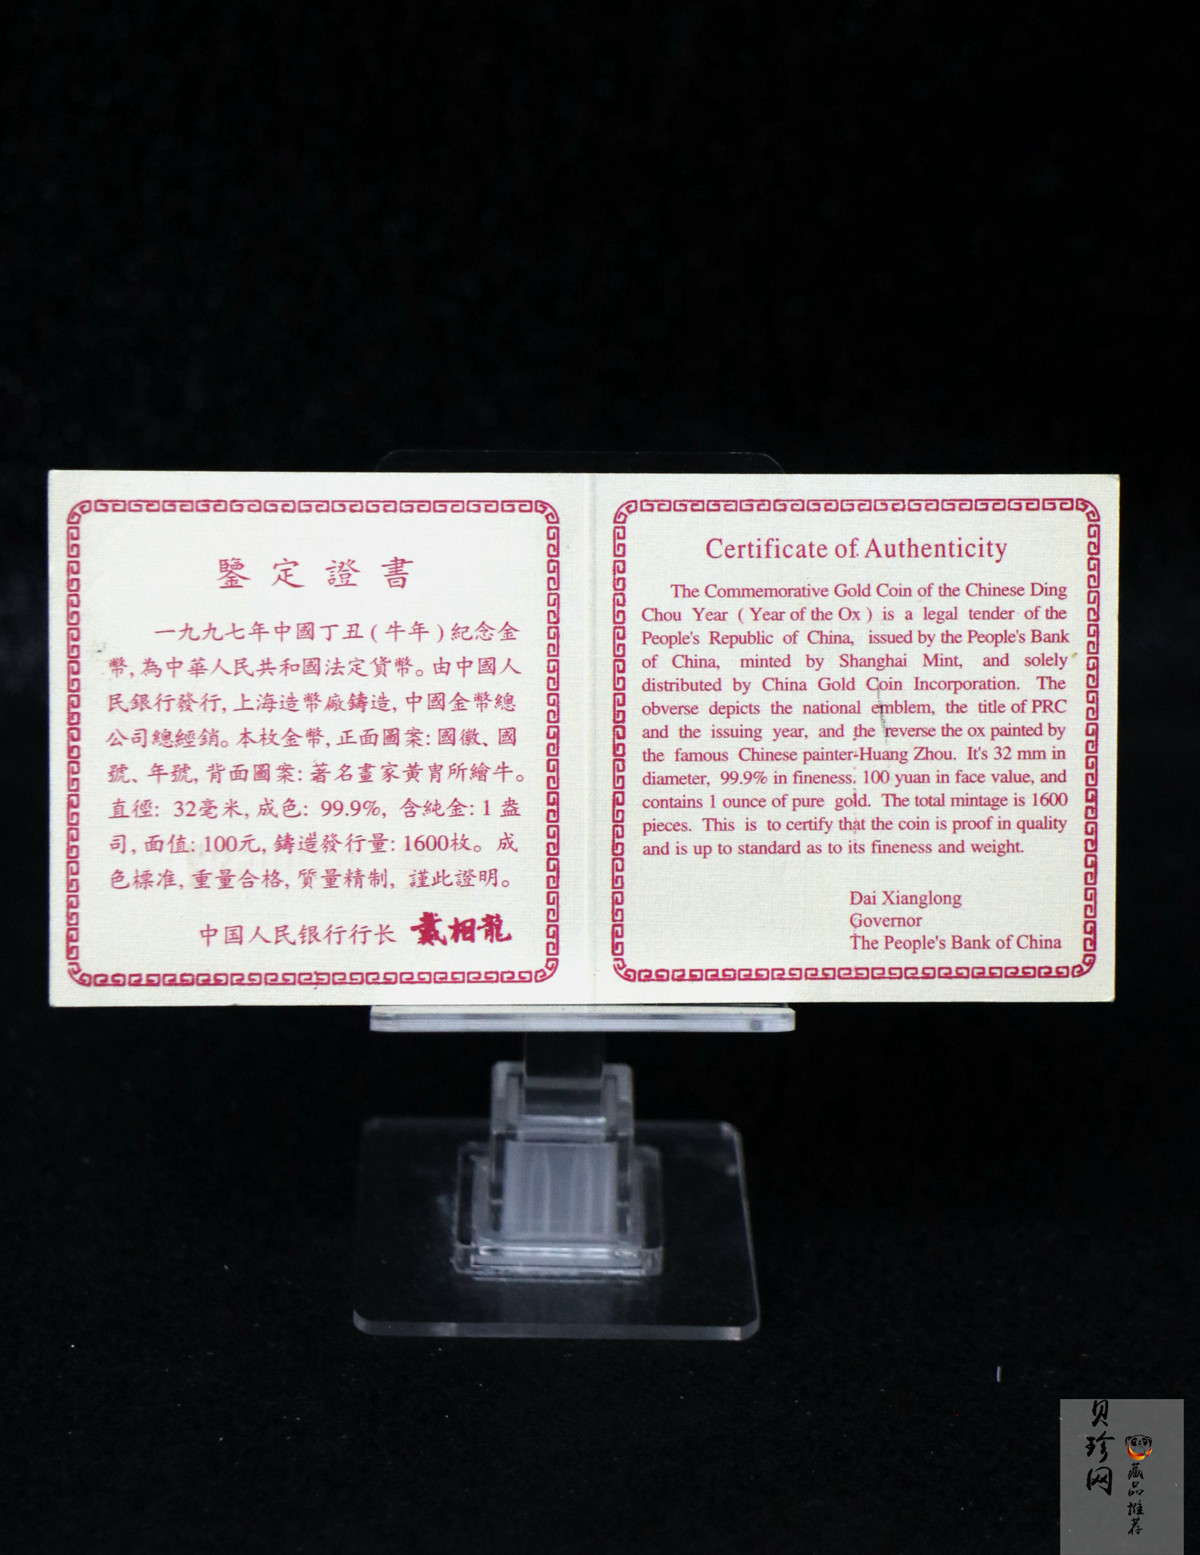 鑒定證書
一九九七年中國丁丑(牛年)紀念金
幣,為中華人民共和國法定貨幣。由中國人
民銀行發行,上海造幣廠鑄造,中國金幣總
公司總經銷。本枚金幣,正面圖案:國徽、國
號、年號,背面圖案:著名畫家黃胄所繪牛。
直徑:32毫米,成色:99.9%,含純金:1盎
司,面值:100元,鑄造發行量:1600枚。成
色標准,重量合格,質量精制,謹此證明。
中国人民银行行长 戴相龍
Certificate of Authenticity
The Commemorative Gold Coin of the Chinese Ding
Chou Year (Year of the Ox) is a legal tender of the
People's Republic of China, issued by the People's Bank
of China, minted by Shanghai Mint, and solely
distributed by China Gold Coin Incorporation. The
obverse depicts the national emblem, the title of PRC
and the issuing year, and the reverse the ox painted by
the famous Chinese painter-Huang Zhou. It's 32 mm in
diameter, 99.9% in fineness. 100 yuan in face value, and
contains 1 ounce of pure gold. The total mintage is 1600
pieces. This is to certify that the coin is proof in quality
and is up to standard as to its fineness and weight.
Dai Xianglong
Governor
The People's Bank of China
贝珍网
藏品推荐